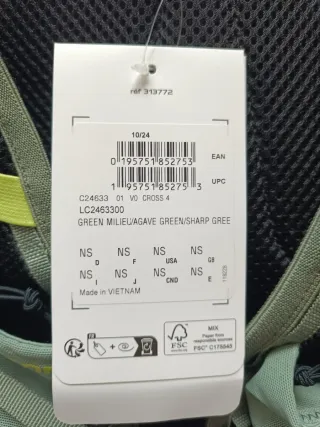 ref 313772
10/24
0 195751 852753 EAN
1 95751 85275 3 UPC
C24633 01 V0 CROSS 4
LC2463300
GREEN MILIEU/AGAVE GREEN/SHARP GREE
NS D NS F NS USA NS GB
NS I NS J NS CND NS E
Made in VIETNAM
FR
FSC
MIX
Paper from
responsible sources